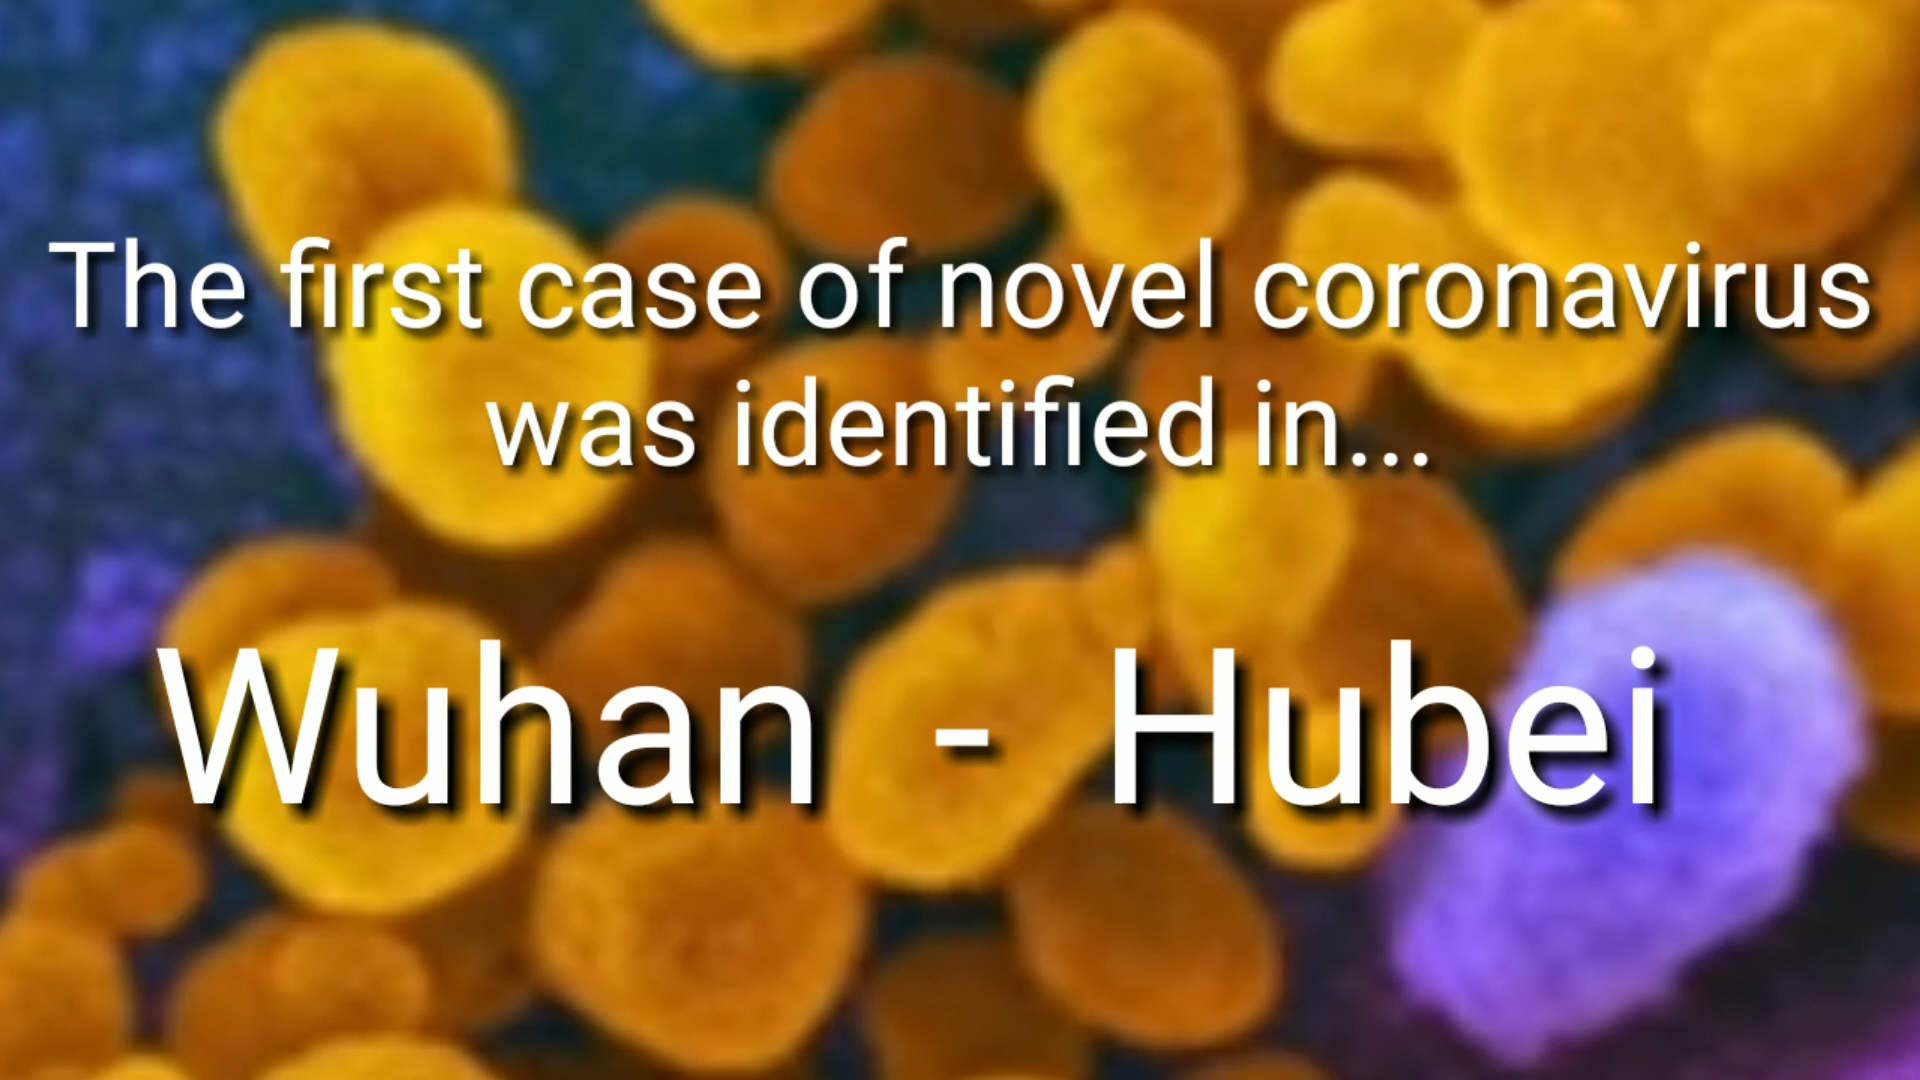 The first case of novel coronavirus
was identified in...
Wuhan - Hubei